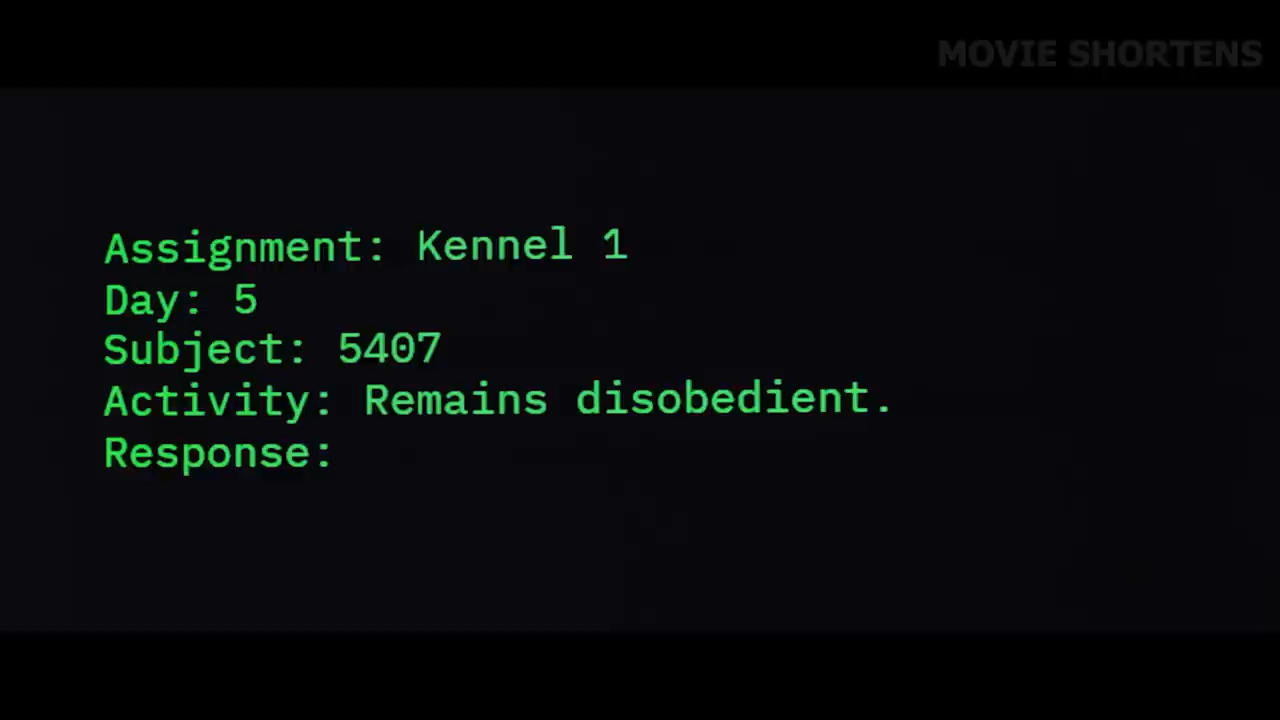 MOVIE SHORTENS
Assignment: Kennel 1
Day: 5
Subject: 5407
Activity: Remains disobedient.
Response: